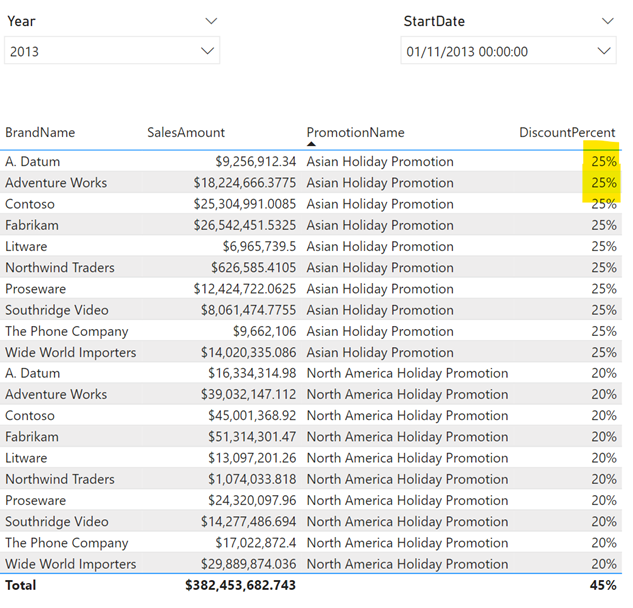 Year StartDate
2013 01/11/2013 00:00:00
BrandName SalesAmount PromotionName DiscountPercent
A. Datum $9,256,912.34 Asian Holiday Promotion 25%
Adventure Works $18,224,666.3775 Asian Holiday Promotion 25%
Contoso $25,304,991.0085 Asian Holiday Promotion 25%
Fabrikam $26,542,451.5325 Asian Holiday Promotion 25%
Litware $6,965,739.5 Asian Holiday Promotion 25%
Northwind Traders $626,585.4105 Asian Holiday Promotion 25%
Proseware $12,424,722.0625 Asian Holiday Promotion 25%
Southridge Video $8,061,474.7755 Asian Holiday Promotion 25%
The Phone Company $9,662,106 Asian Holiday Promotion 25%
Wide World Importers $14,020,335.086 Asian Holiday Promotion 25%
A. Datum $16,334,314.98 North America Holiday Promotion 20%
Adventure Works $39,032,147.112 North America Holiday Promotion 20%
Contoso $45,001,368.92 North America Holiday Promotion 20%
Fabrikam $51,314,301.47 North America Holiday Promotion 20%
Litware $13,097,201.26 North America Holiday Promotion 20%
Northwind Traders $1,074,033.818 North America Holiday Promotion 20%
Proseware $24,320,097.96 North America Holiday Promotion 20%
Southridge Video $14,277,486.694 North America Holiday Promotion 20%
The Phone Company $17,022,872.4 North America Holiday Promotion 20%
Wide World Importers $29,889,874.036 North America Holiday Promotion 20%
Total $382,453,682.743 45%